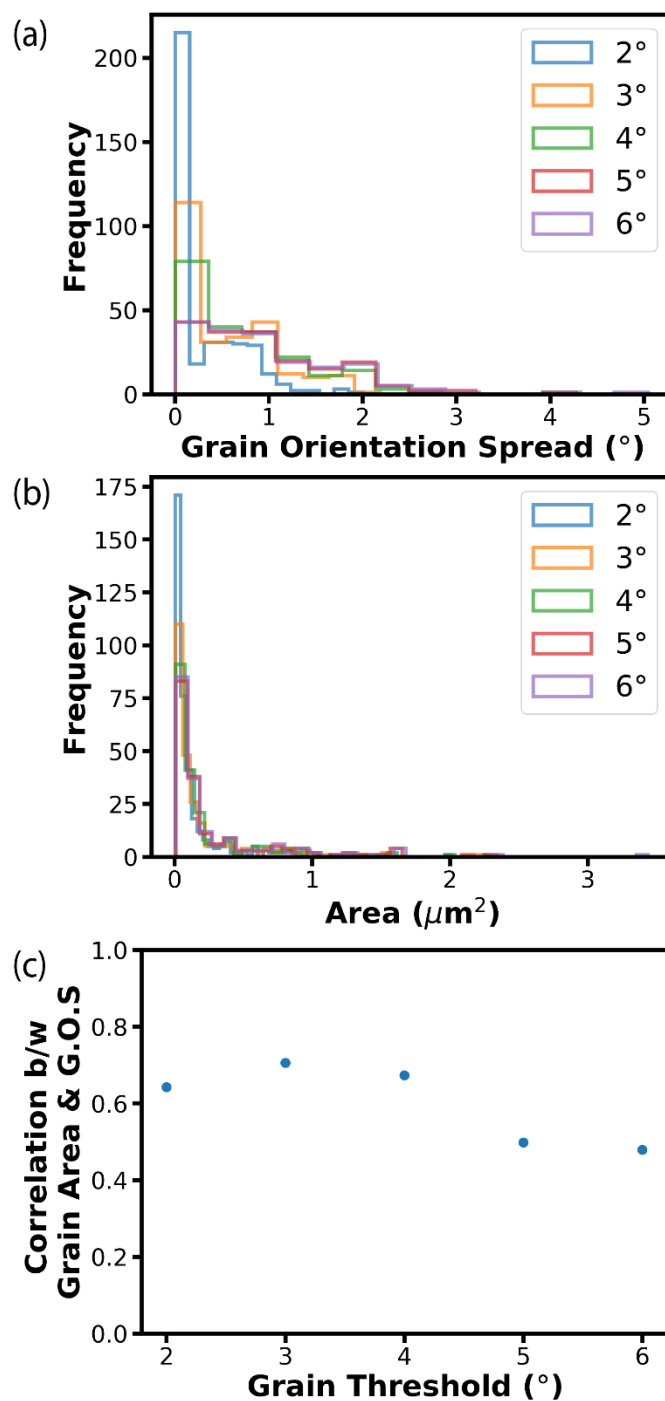 (a)
Frequency
200
150
100
50
0
2°
3°
4°
5°
6°
0 1 2 3 4 5
Grain Orientation Spread (°)
(b)
Frequency
175
150
125
100
75
50
25
0
2°
3°
4°
5°
6°
0 1 2 3
Area (μm²)
(c)
Correlation b/w
Grain Area & G.O.S
1.0
0.8
0.6
0.4
0.2
0.0
2 3 4 5 6
Grain Threshold (°)